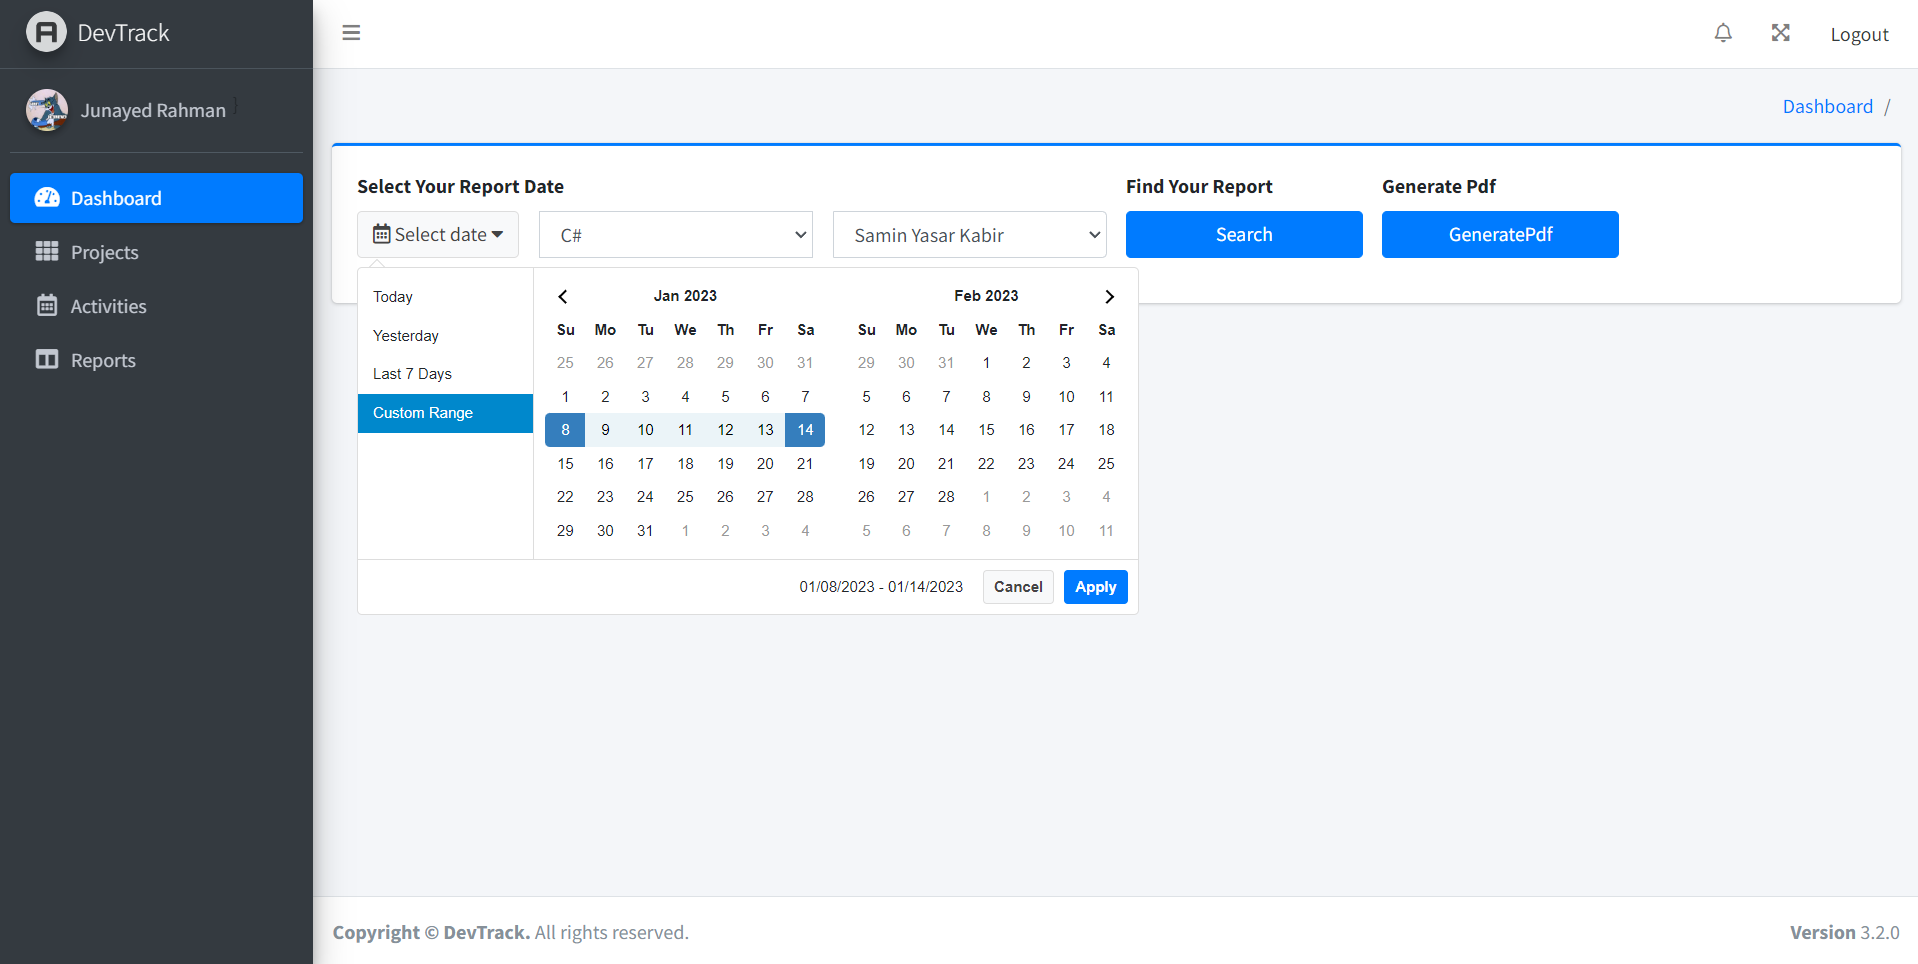 DevTrack
Junayed Rahman
Dashboard
Projects
Activities
Reports
Logout
Dashboard /
Select Your Report Date
Find Your Report
Generate Pdf
Select date
C#
Samin Yasar Kabir
Search
GeneratePdf
Today
Yesterday
Last 7 Days
Custom Range
Jan 2023
Su Mo Tu We Th Fr Sa
25 26 27 28 29 30 31
1 2 3 4 5 6 7
8 9 10 11 12 13 14
15 16 17 18 19 20 21
22 23 24 25 26 27 28
29 30 31 1 2 3 4
Feb 2023
Su Mo Tu We Th Fr Sa
29 30 31 1 2 3 4
5 6 7 8 9 10 11
12 13 14 15 16 17 18
19 20 21 22 23 24 25
26 27 28 1 2 3 4
5 6 7 8 9 10 11
01/08/2023 - 01/14/2023
Cancel
Apply
Copyright © DevTrack. All rights reserved.
Version 3.2.0